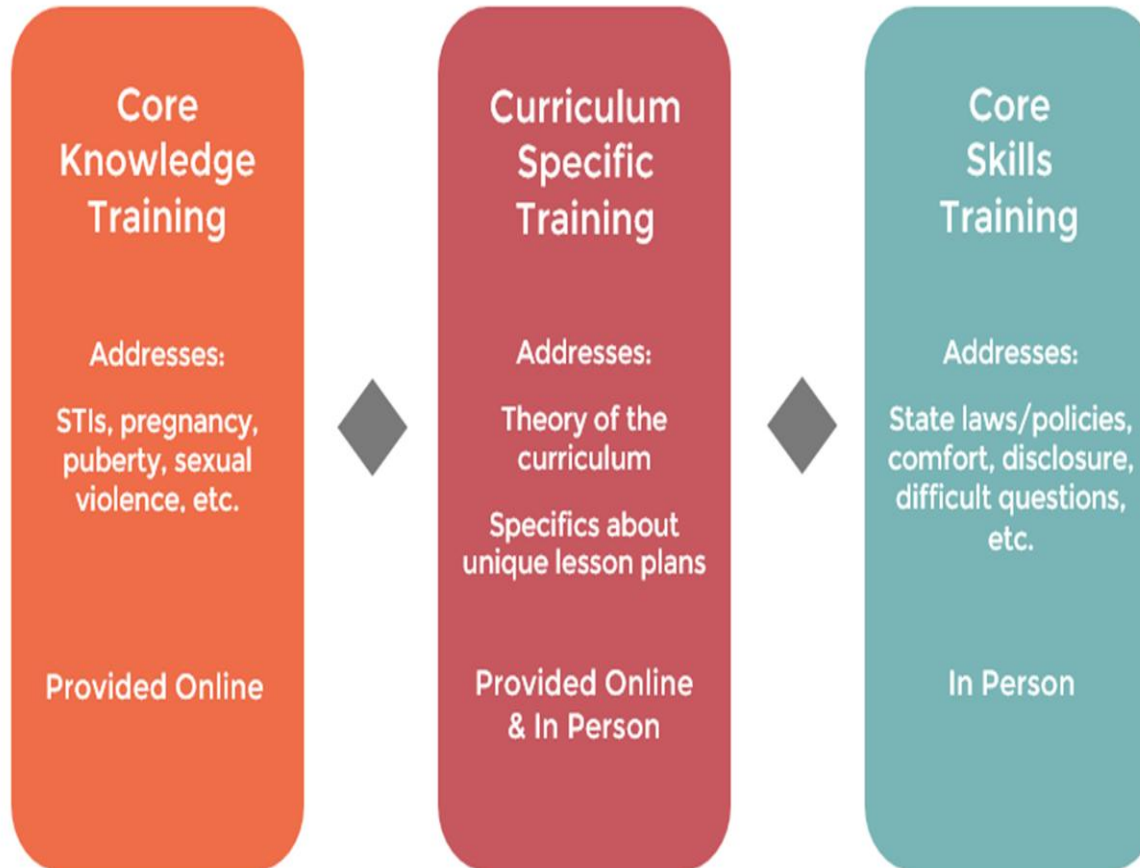 Core
Knowledge
Training
Addresses:
STIs, pregnancy,
puberty, sexual
violence, etc.
Provided Online
Curriculum
Specific
Training
Addresses:
Theory of the
curriculum
Specifics about
unique lesson plans
Provided Online
& In Person
Core
Skills
Training
Addresses:
State laws/policies,
comfort, disclosure,
difficult questions,
etc.
In Person